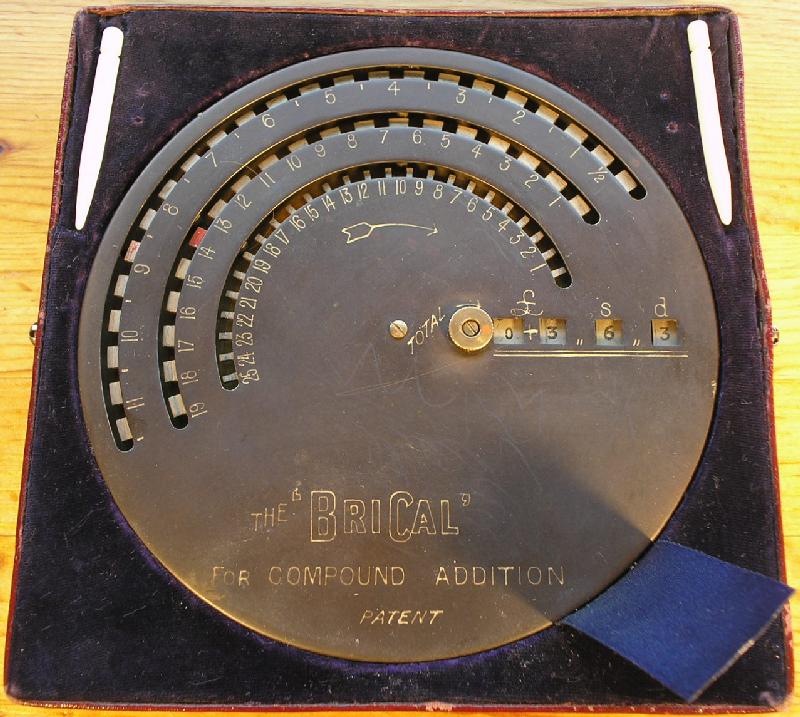 ½ 1 2 3 4 5 6 7 8 9 10 11
1 2 3 4 5 6 7 8 9 10 11 12 13 14 15 16 17 18 19
1 2 3 4 5 6 7 8 9 10 11 12 13 14 15 16 17 18 19 20 21 22 23 24 25
£ s d
TOTAL 0 + 3 " 6 " 3
THE "BRICAL"
FOR COMPOUND ADDITION
PATENT